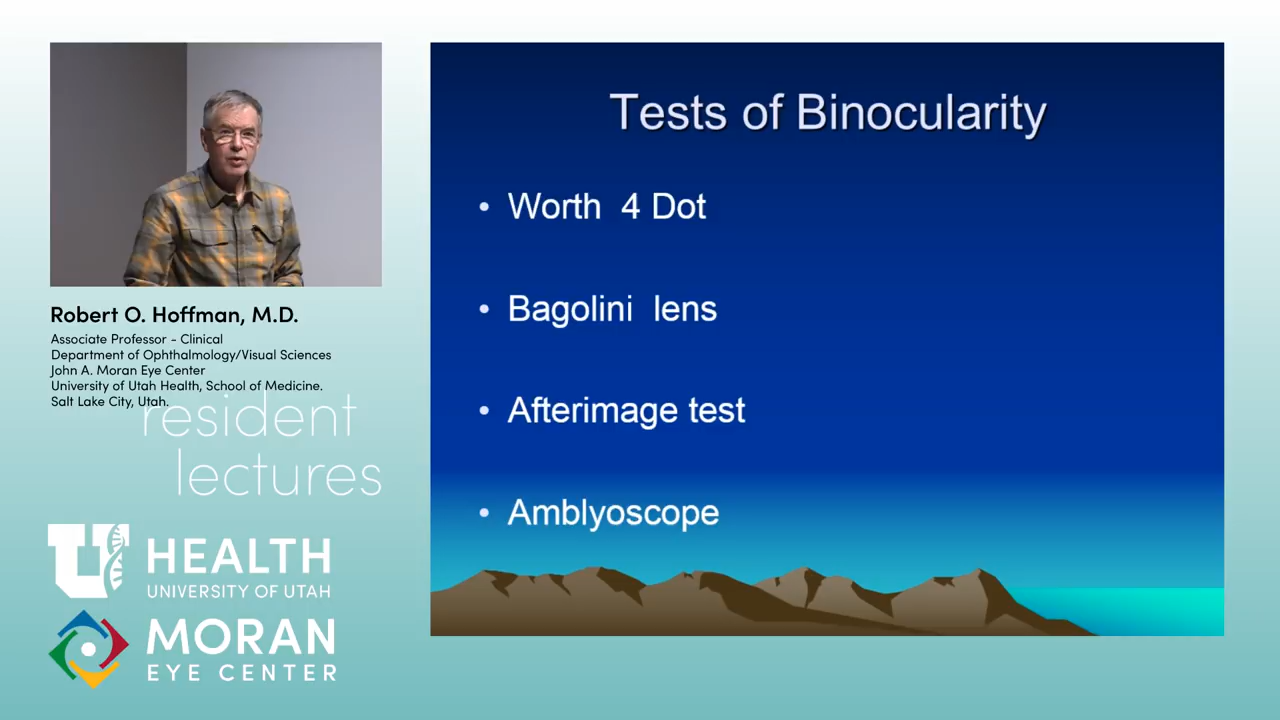 Tests of Binocularity
• Worth 4 Dot
• Bagolini lens
• Afterimage test
• Amblyoscope
Robert O. Hoffman, M.D.
Associate Professor - Clinical
Department of Ophthalmology/Visual Sciences
John A. Moran Eye Center
University of Utah Health, School of Medicine.
Salt Lake City, Utah.
resident
lectures
U HEALTH
UNIVERSITY OF UTAH
MORAN
EYE CENTER